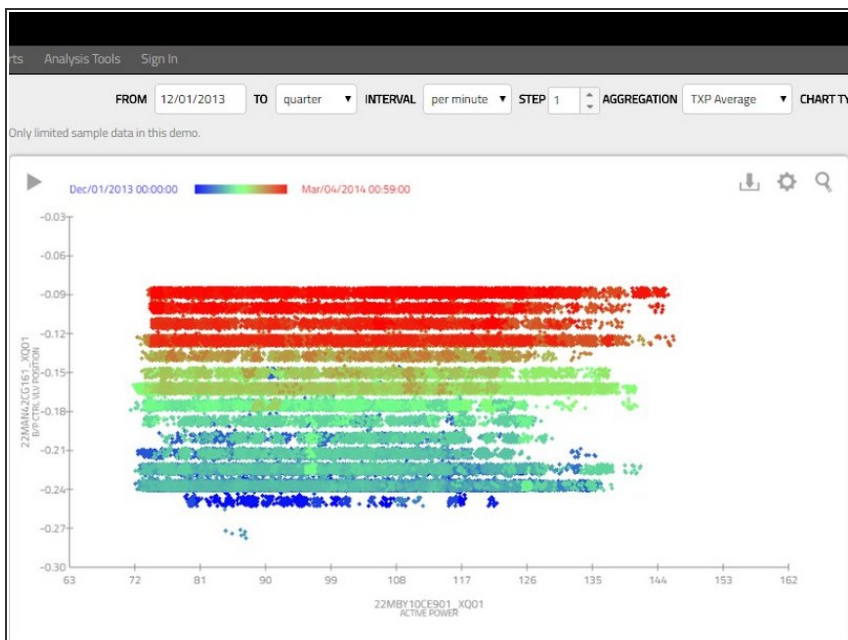 rts Analysis Tools Sign In
FROM 12/01/2013 TO quarter INTERVAL per minute STEP 1 AGGREGATION TXP Average CHART TY
Only limited sample data in this demo.
Dec/01/2013 00:00:00 Mar/04/2014 00:59:00
-0.03
-0.06
-0.09
-0.12
-0.15
-0.18
-0.21
-0.24
-0.27
-0.30
22MAN42CG161_XQ01
B/P CTRL VLV POSITION
63 72 81 90 99 108 117 126 135 144 153 162
22MBY10CE901_XQ01
ACTIVE POWER